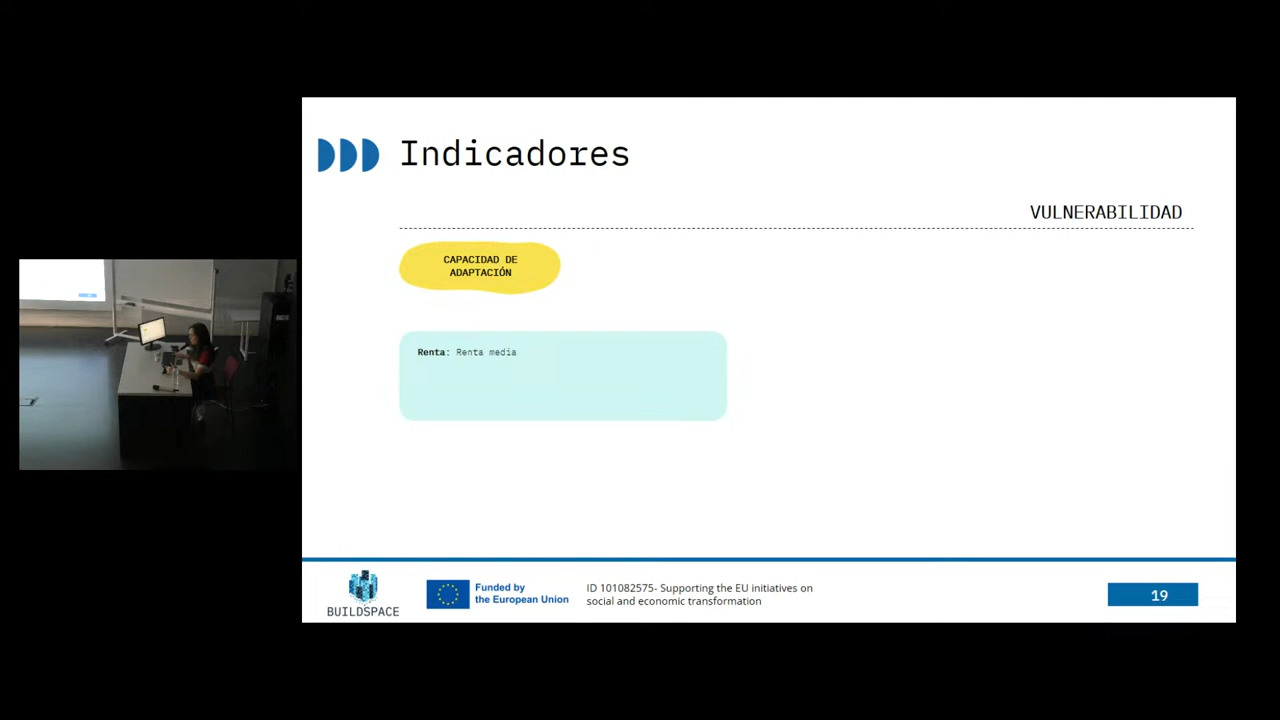 Indicadores
VULNERABILIDAD
CAPACIDAD DE
ADAPTACIÓN
Renta: Renta media
BUILDSPACE
Funded by
the European Union
ID 101082575- Supporting the EU initiatives on
social and economic transformation
19